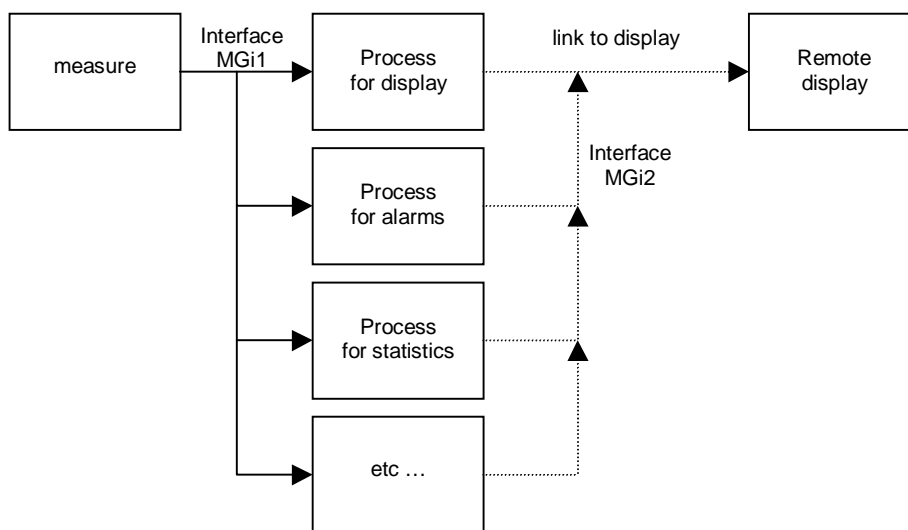 measure
Interface
MGi1
Process
for display
link to display
Remote
display
Interface
MGi2
Process
for alarms
Process
for statistics
etc …